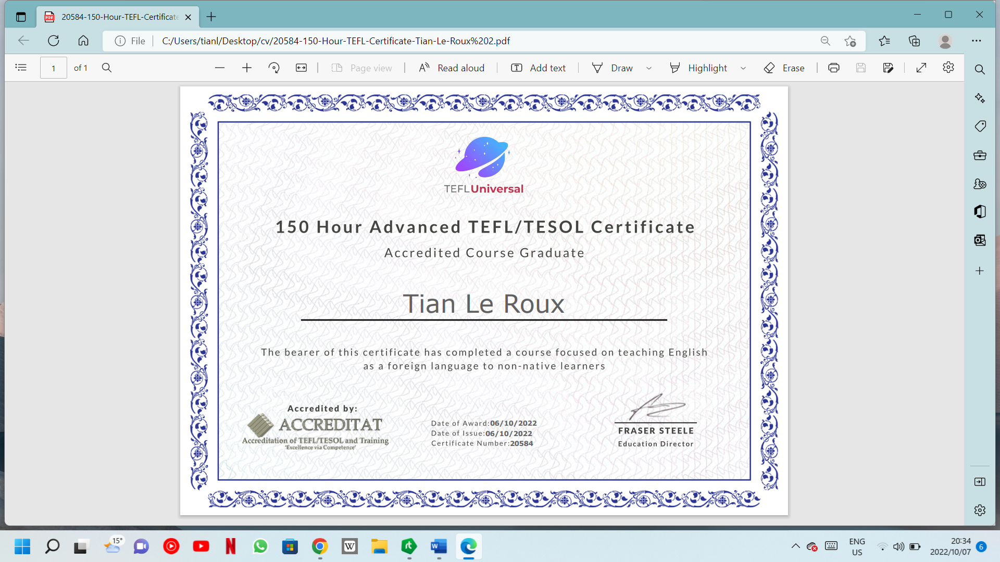 20584-150-Hour-TEFL-Certificate
File
C:/Users/tianl/Desktop/cv/20584-150-Hour-TEFL-Certificate-Tian-Le-Roux%202.pdf
1 of 1
Page view
Read aloud
Add text
Draw
Highlight
Erase
TEFLUniversal
150 Hour Advanced TEFL/TESOL Certificate
Accredited Course Graduate
Tian Le Roux
The bearer of this certificate has completed a course focused on teaching English
as a foreign language to non-native learners
Accredited by:
ACCREDITAT
Accreditation of TEFL/TESOL and Training
'Excellence via Competence'
Date of Award:06/10/2022
Date of Issue:06/10/2022
Certificate Number:20584
FRASER STEELE
Education Director
15°
ENG
US
20:34
2022/10/07
6